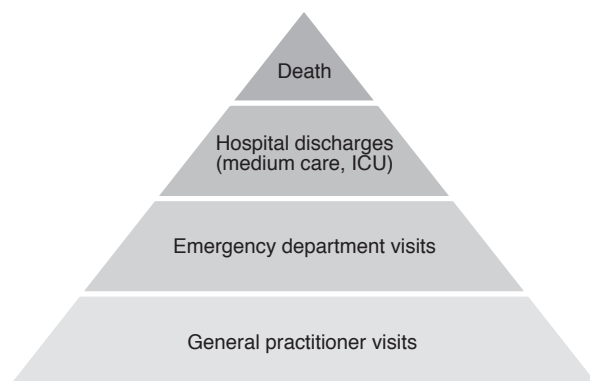 Death
Hospital discharges
(medium care, ICU)
Emergency department visits
General practitioner visits